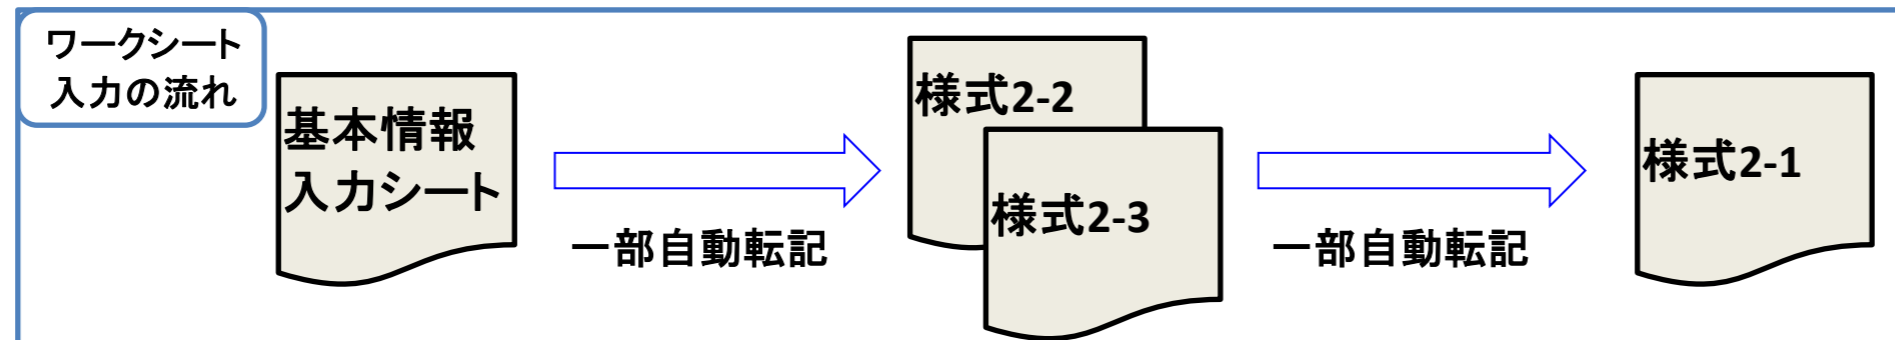 ワークシート
入力の流れ
基本情報
入力シート
一部自動転記
様式2-2
様式2-3
一部自動転記
様式2-1